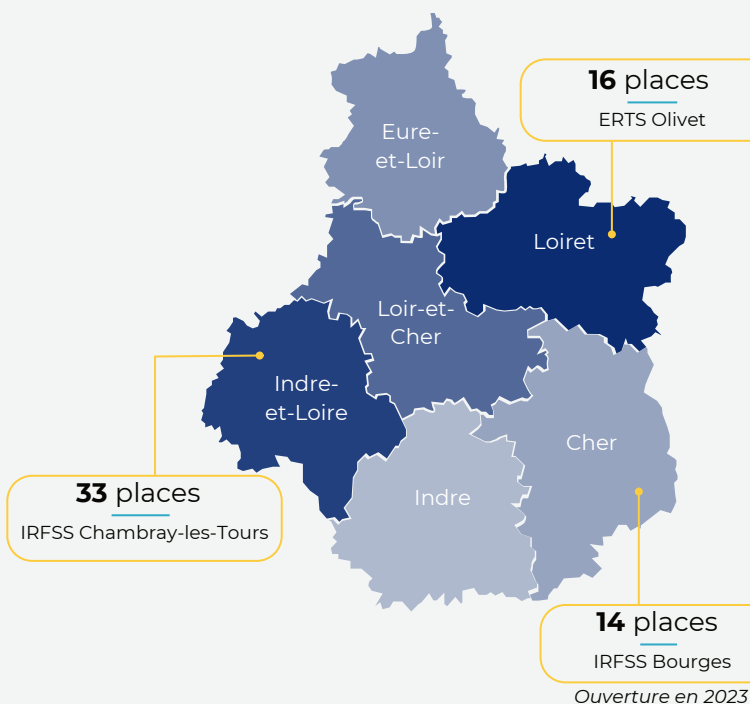 16 places
ERTS Olivet
Eure-
et-Loir
Loiret
Loir-et-
Cher
Indre-
et-Loire
Cher
Indre
33 places
IRFSS Chambray-les-Tours
14 places
IRFSS Bourges
Ouverture en 2023